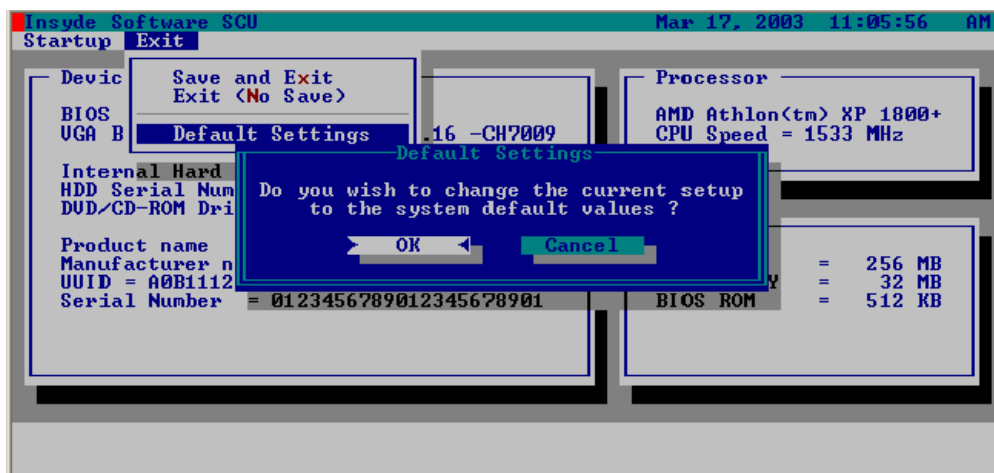 Insyde Software SCU Mar 17, 2003 11:05:56 AM
Startup Exit
Save and Exit
Exit (No Save)
Default Settings
Devic
BIOS
VGA B .16 -CH7009
Internal Hard
HDD Serial Num
DVD/CD-ROM Dri
Product name
Manufacturer n
UUID = A0B1112
Serial Number = 0123456789012345678901
Default Settings
Do you wish to change the current setup
to the system default values ?
OK Cancel
Processor
AMD Athlon(tm) XP 1800+
CPU Speed = 1533 MHz
= 256 MB
Y = 32 MB
BIOS ROM = 512 KB